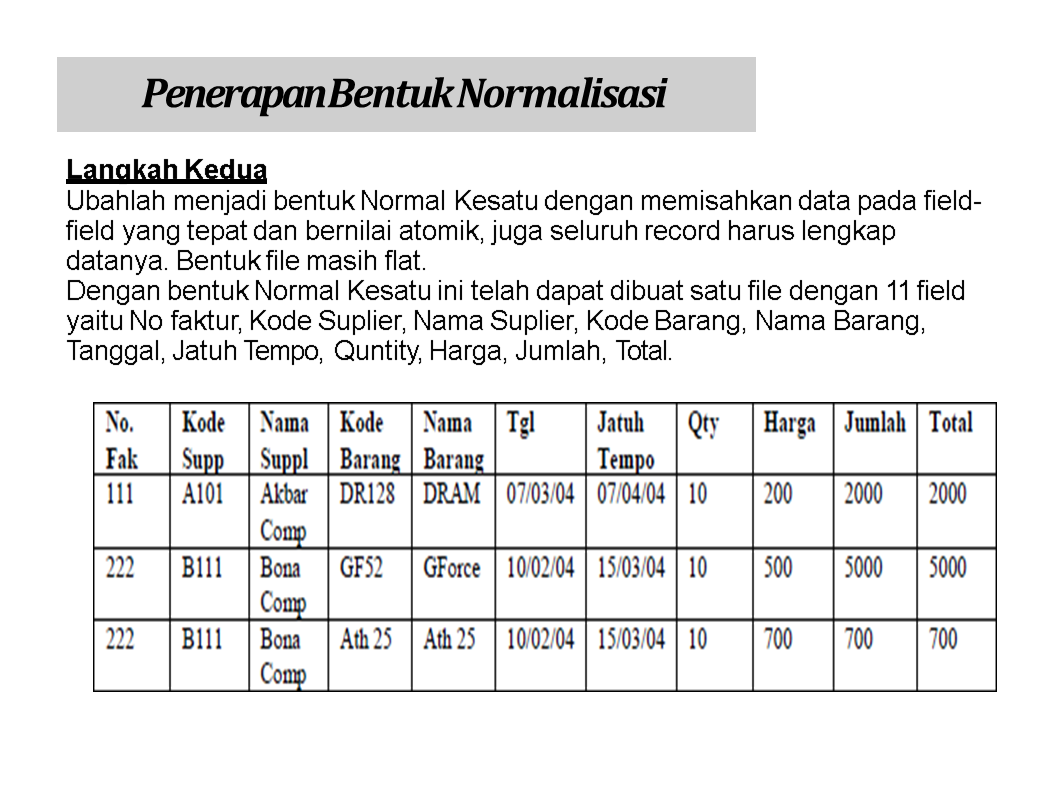 Penerapan Bentuk Normalisasi
Langkah Kedua
Ubahlah menjadi bentuk Normal Kesatu dengan memisahkan data pada field-
field yang tepat dan bernilai atomik, juga seluruh record harus lengkap
datanya. Bentuk file masih flat.
Dengan bentuk Normal Kesatu ini telah dapat dibuat satu file dengan 11 field
yaitu No faktur, Kode Suplier, Nama Suplier, Kode Barang, Nama Barang,
Tanggal, Jatuh Tempo, Quntity, Harga, Jumlah, Total.
No. Kode Nama Kode Nama Tgl Jatuh Qty Harga Jumlah Total
Fak Supp Suppl Barang Barang Tempo
111 A101 Akbar DR128 DRAM 07/03/04 07/04/04 10 200 2000 2000
Comp
222 B111 Bona GF52 GForce 10/02/04 15/03/04 10 500 5000 5000
Comp
222 B111 Bona Ath 25 Ath 25 10/02/04 15/03/04 10 700 700 700
Comp